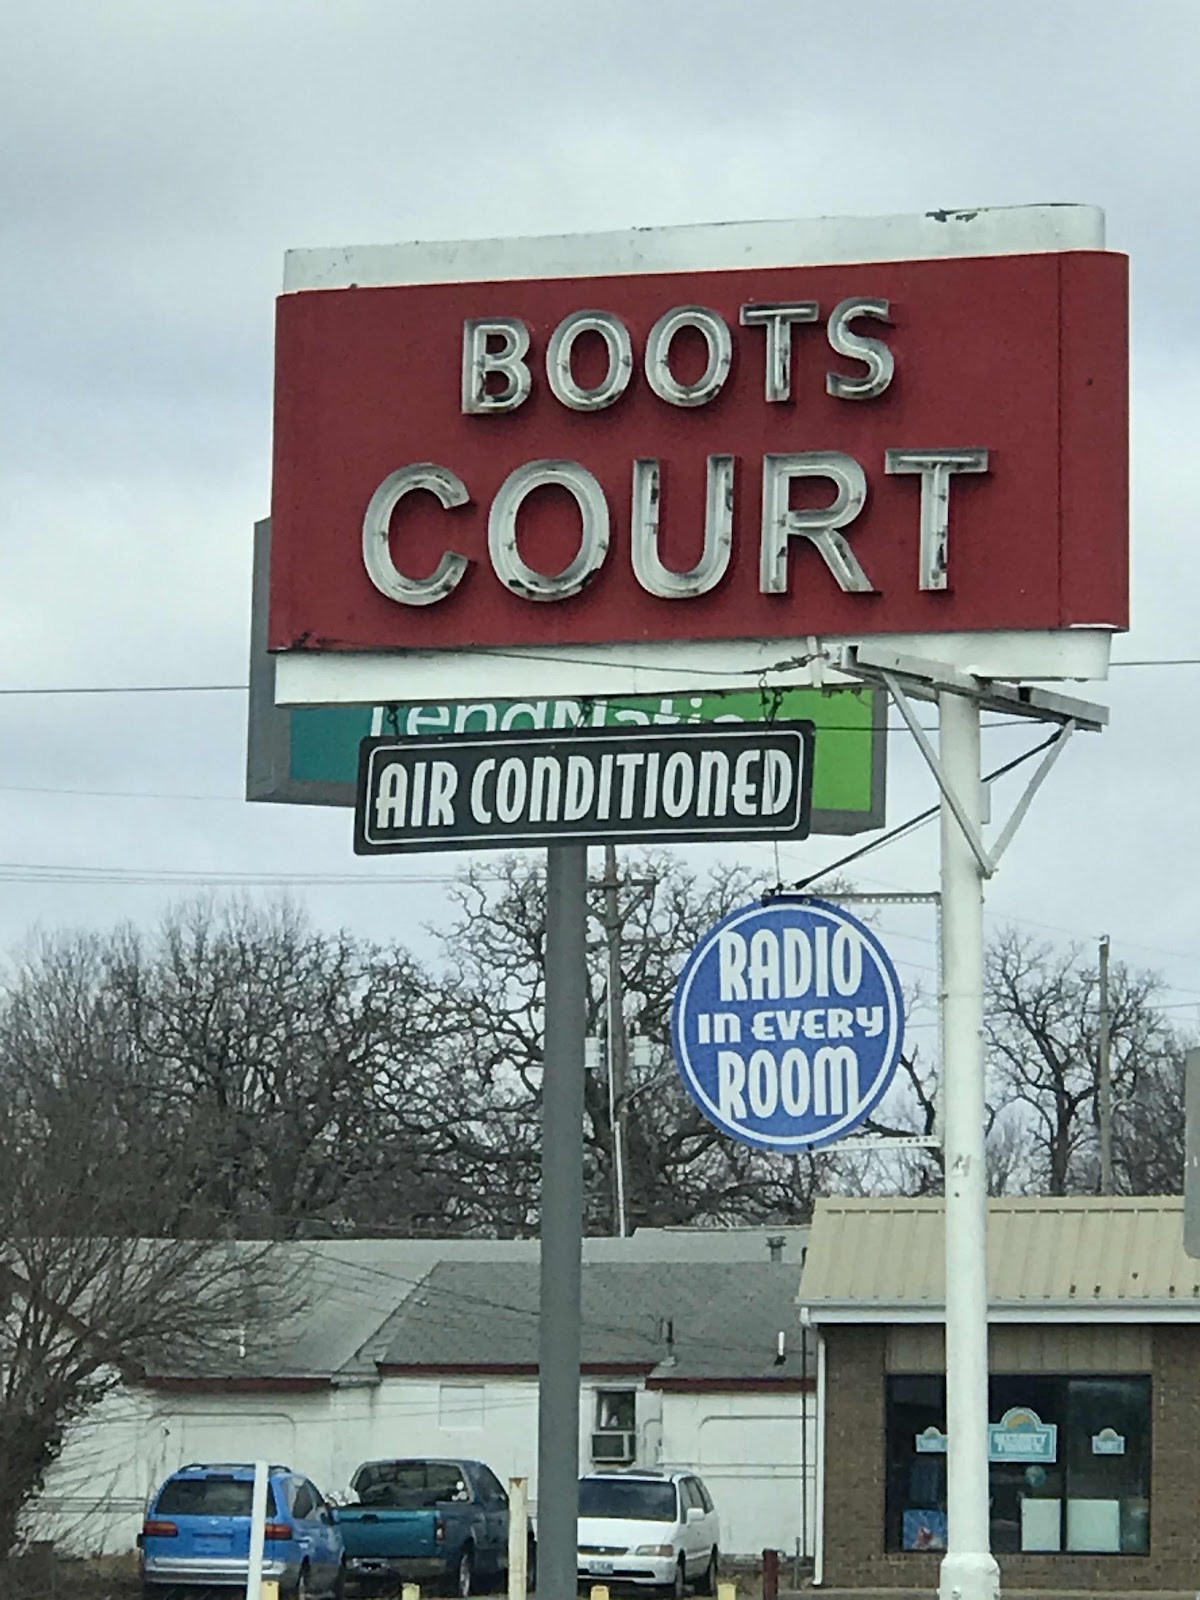 BOOTS
COURT
AIR CONDITIONED
RADIO
IN EVERY
ROOM